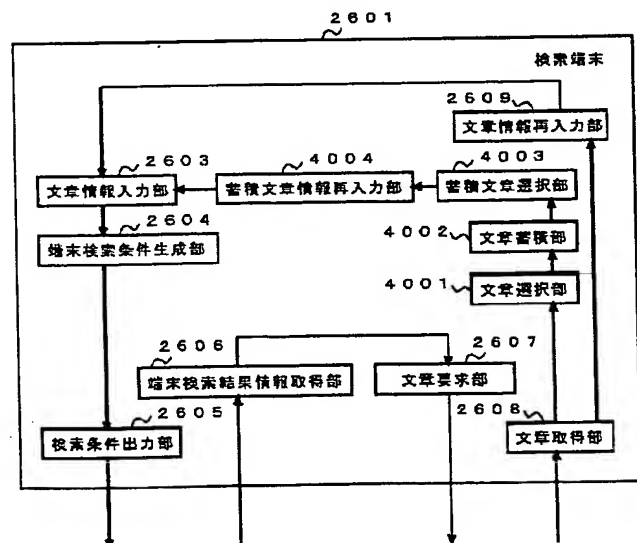 2601
検索端末
2609
文章情報再入力部
2603
文章情報入力部
4004
蓄積文章情報再入力部
4003
蓄積文章選択部
2604
端末検索条件生成部
4002
文章蓄積部
4001
文章選択部
2606
端末検索結果情報取得部
2607
文章要求部
2605
検索条件出力部
2608
文章取得部